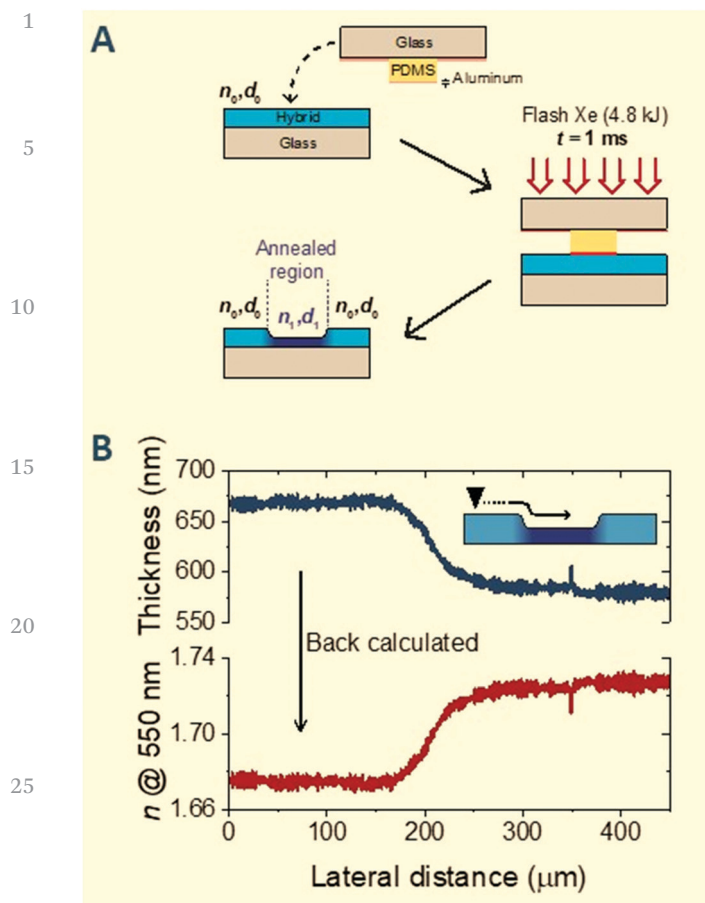 1
5
10
15
20
25
A
Glass
PDMS
Aluminum
n₀,d₀
Hybrid
Glass
Flash Xe (4.8 kJ)
t = 1 ms
Annealed
region
n₀,d₀
n₁,d₁
n₀,d₀
B
Thickness (nm)
700
650
600
550
Back calculated
n @ 550 nm
1.74
1.70
1.66
0 100 200 300 400
Lateral distance (μm)